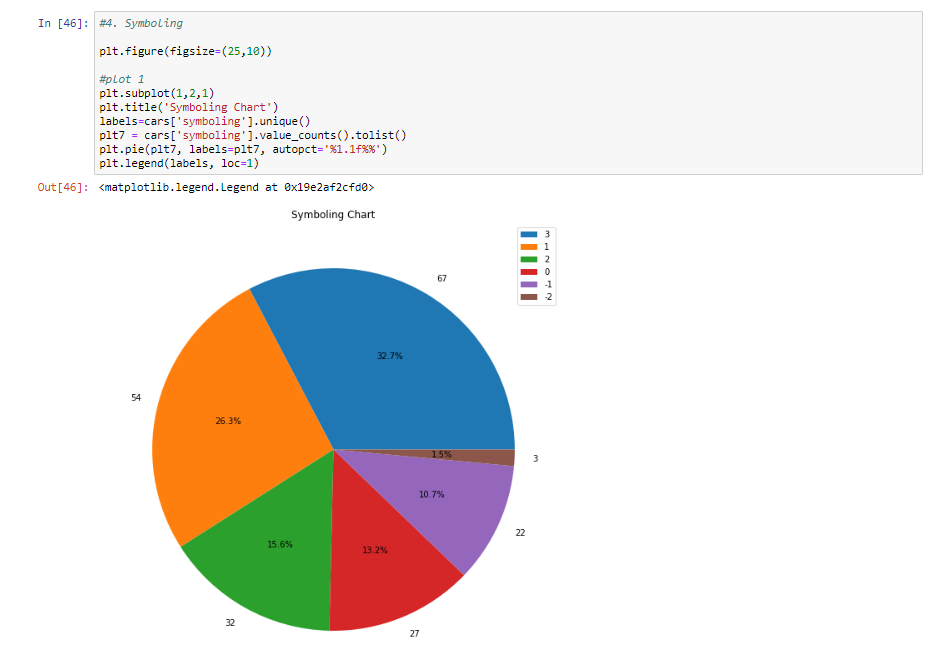 In [46]: #4. Symboling
plt.figure(figsize=(25,10))
#plot 1
plt.subplot(1,2,1)
plt.title('Symboling Chart')
labels=cars['symboling'].unique()
plt7 = cars['symboling'].value_counts().tolist()
plt.pie(plt7, labels=plt7, autopct='%1.1f%%')
plt.legend(labels, loc=1)
Out[46]: <matplotlib.legend.Legend at 0x19e2af2cfd0>
Symboling Chart
3
1
2
0
-1
-2
67
32.7%
54
26.3%
1.5%
3
10.7%
22
15.6%
13.2%
32
27